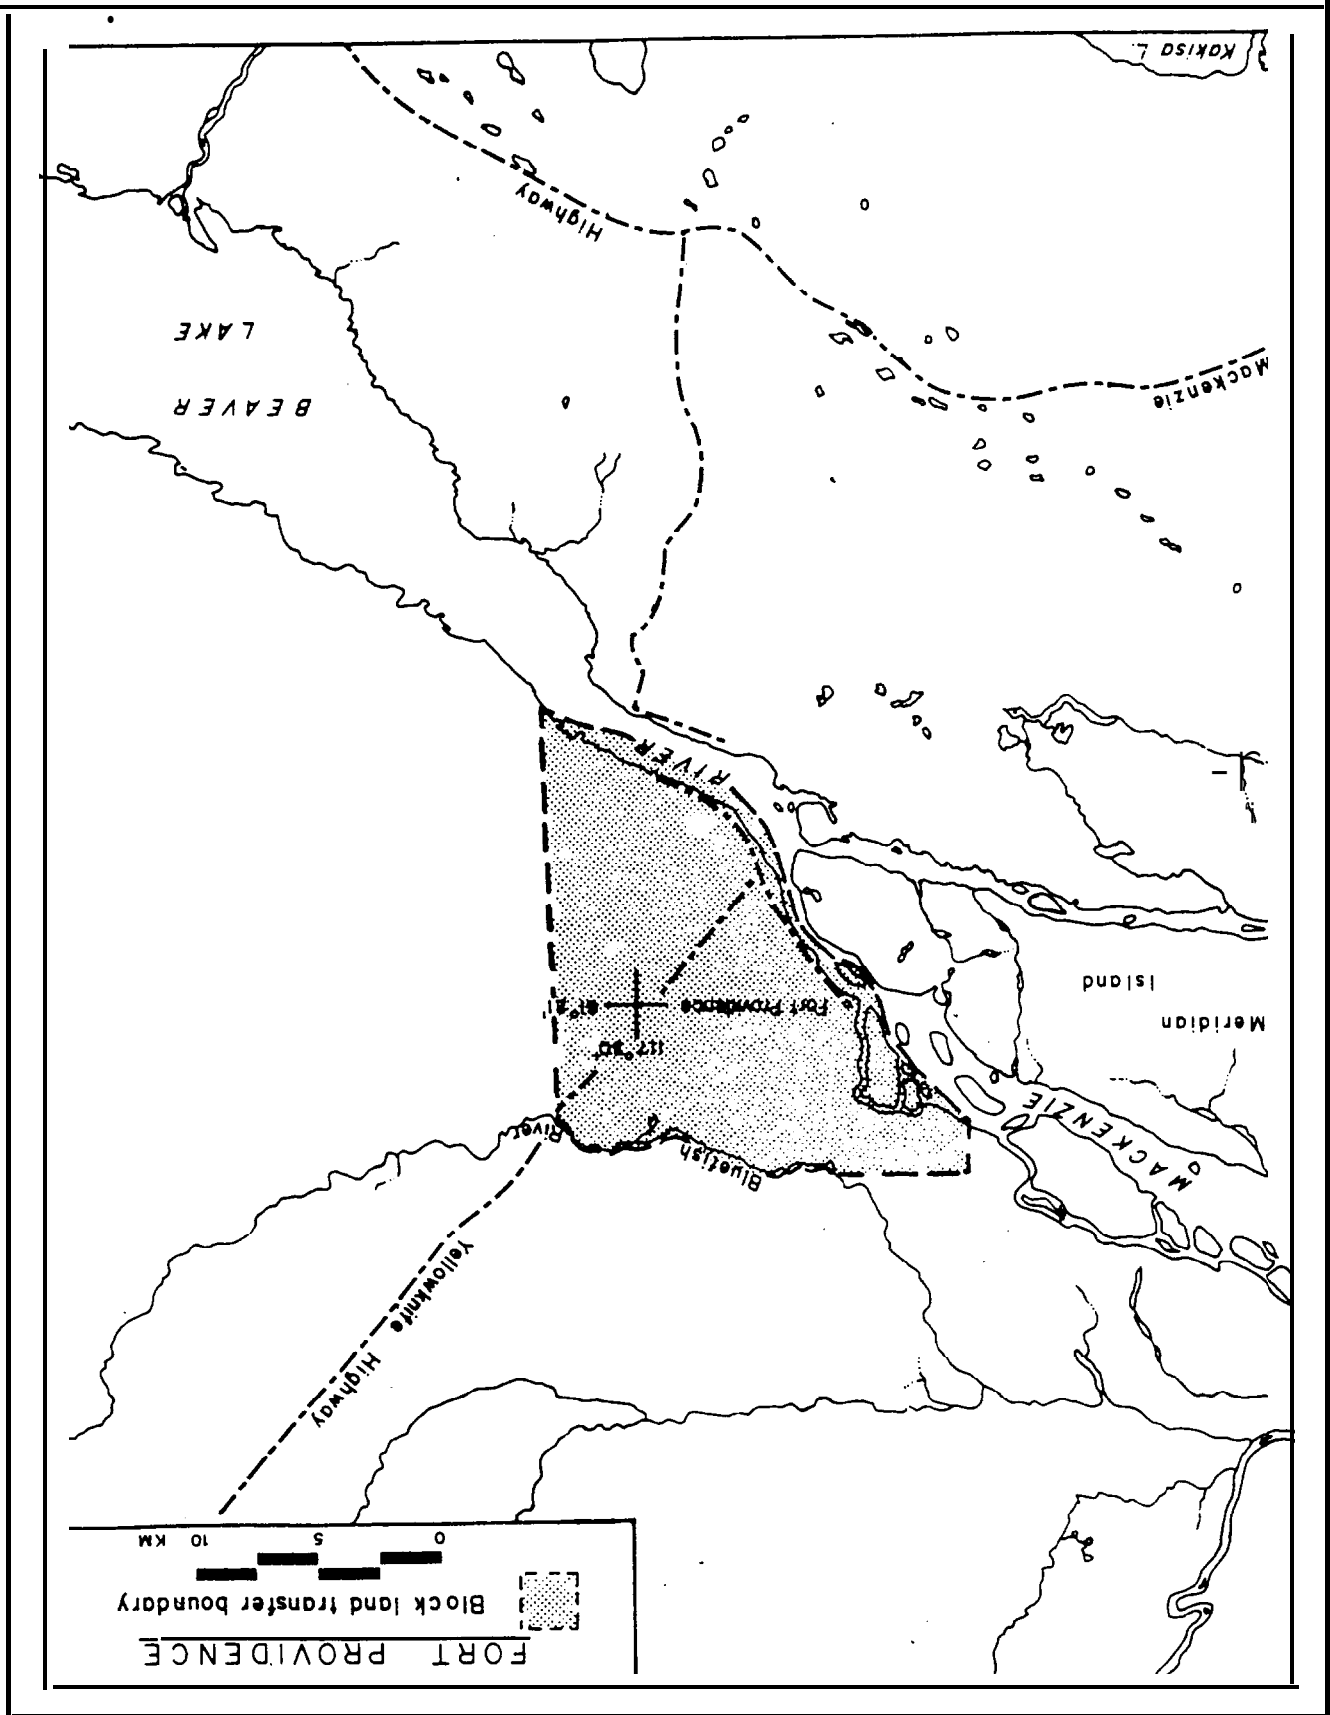 FORT PROVIDENCE
Block land transfer boundary
0 5 10 KM
Yellowknife Highway
Bluefish River
MACKENZIE
RIVER
117°30'
61°21'
Fort Providence
Meridian
Island
BEAVER
LAKE
Mackenzie
Highway
Kakisa L.